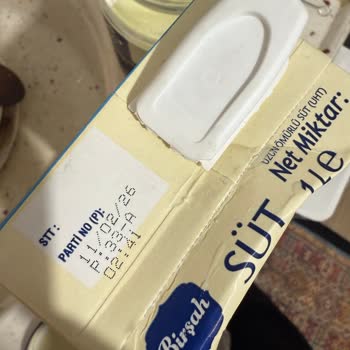 STT:
PARTİ NO (P):
11/02/26
P:33-A
02:41
UZUN ÖMÜRLÜ SÜT (UHT)
Net Miktar:
1 L e
SÜT
Birşah